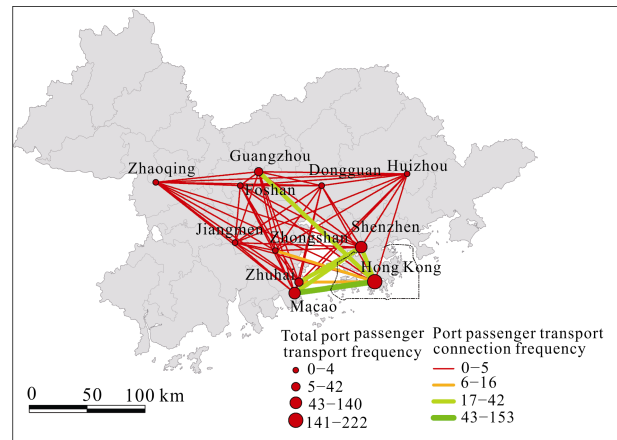 Guangzhou
Zhaoqing
Dongguan
Huizhou
Foshan
Jiangmen
Zhongshan
Shenzhen
Zhuhai
Hong Kong
Macao
Total port passenger
transport frequency
0−4
5−42
43−140
141−222
Port passenger transport
connection frequency
0−5
6−16
17−42
43−153
0 50 100 km